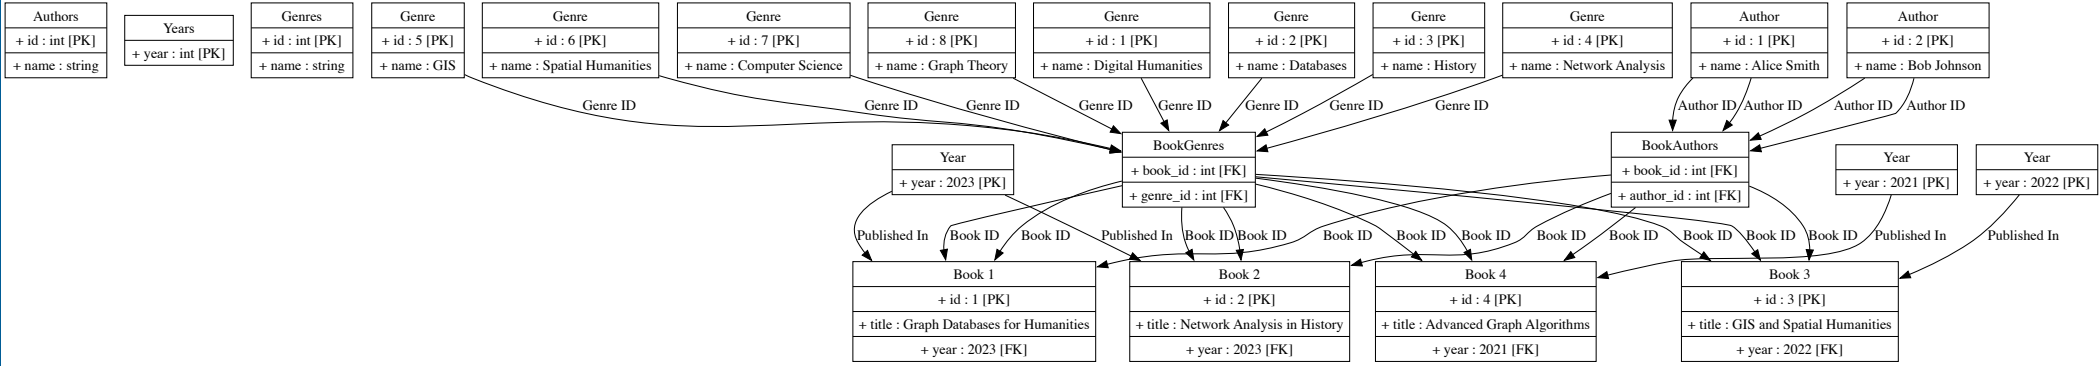 Authors
+ id : int [PK]
+ name : string
Years
+ year : int [PK]
Genres
+ id : int [PK]
+ name : string
Genre
+ id : 5 [PK]
+ name : GIS
Genre
+ id : 6 [PK]
+ name : Spatial Humanities
Genre
+ id : 7 [PK]
+ name : Computer Science
Genre
+ id : 8 [PK]
+ name : Graph Theory
Genre
+ id : 1 [PK]
+ name : Digital Humanities
Genre
+ id : 2 [PK]
+ name : Databases
Genre
+ id : 3 [PK]
+ name : History
Genre
+ id : 4 [PK]
+ name : Network Analysis
Author
+ id : 1 [PK]
+ name : Alice Smith
Author
+ id : 2 [PK]
+ name : Bob Johnson
Genre ID
Genre ID
Genre ID
Genre ID
Genre ID
Genre ID
Genre ID
Genre ID
Author ID
Author ID
Author ID
Author ID
Year
+ year : 2023 [PK]
BookGenres
+ book_id : int [FK]
+ genre_id : int [FK]
BookAuthors
+ book_id : int [FK]
+ author_id : int [FK]
Year
+ year : 2021 [PK]
Year
+ year : 2022 [PK]
Published In
Book ID
Book ID
Published In
Book ID
Book ID
Book ID
Book ID
Book ID
Book ID
Book ID
Book ID
Book ID
Book ID
Published In
Published In
Book 1
+ id : 1 [PK]
+ title : Graph Databases for Humanities
+ year : 2023 [FK]
Book 2
+ id : 2 [PK]
+ title : Network Analysis in History
+ year : 2023 [FK]
Book 4
+ id : 4 [PK]
+ title : Advanced Graph Algorithms
+ year : 2021 [FK]
Book 3
+ id : 3 [PK]
+ title : GIS and Spatial Humanities
+ year : 2022 [FK]